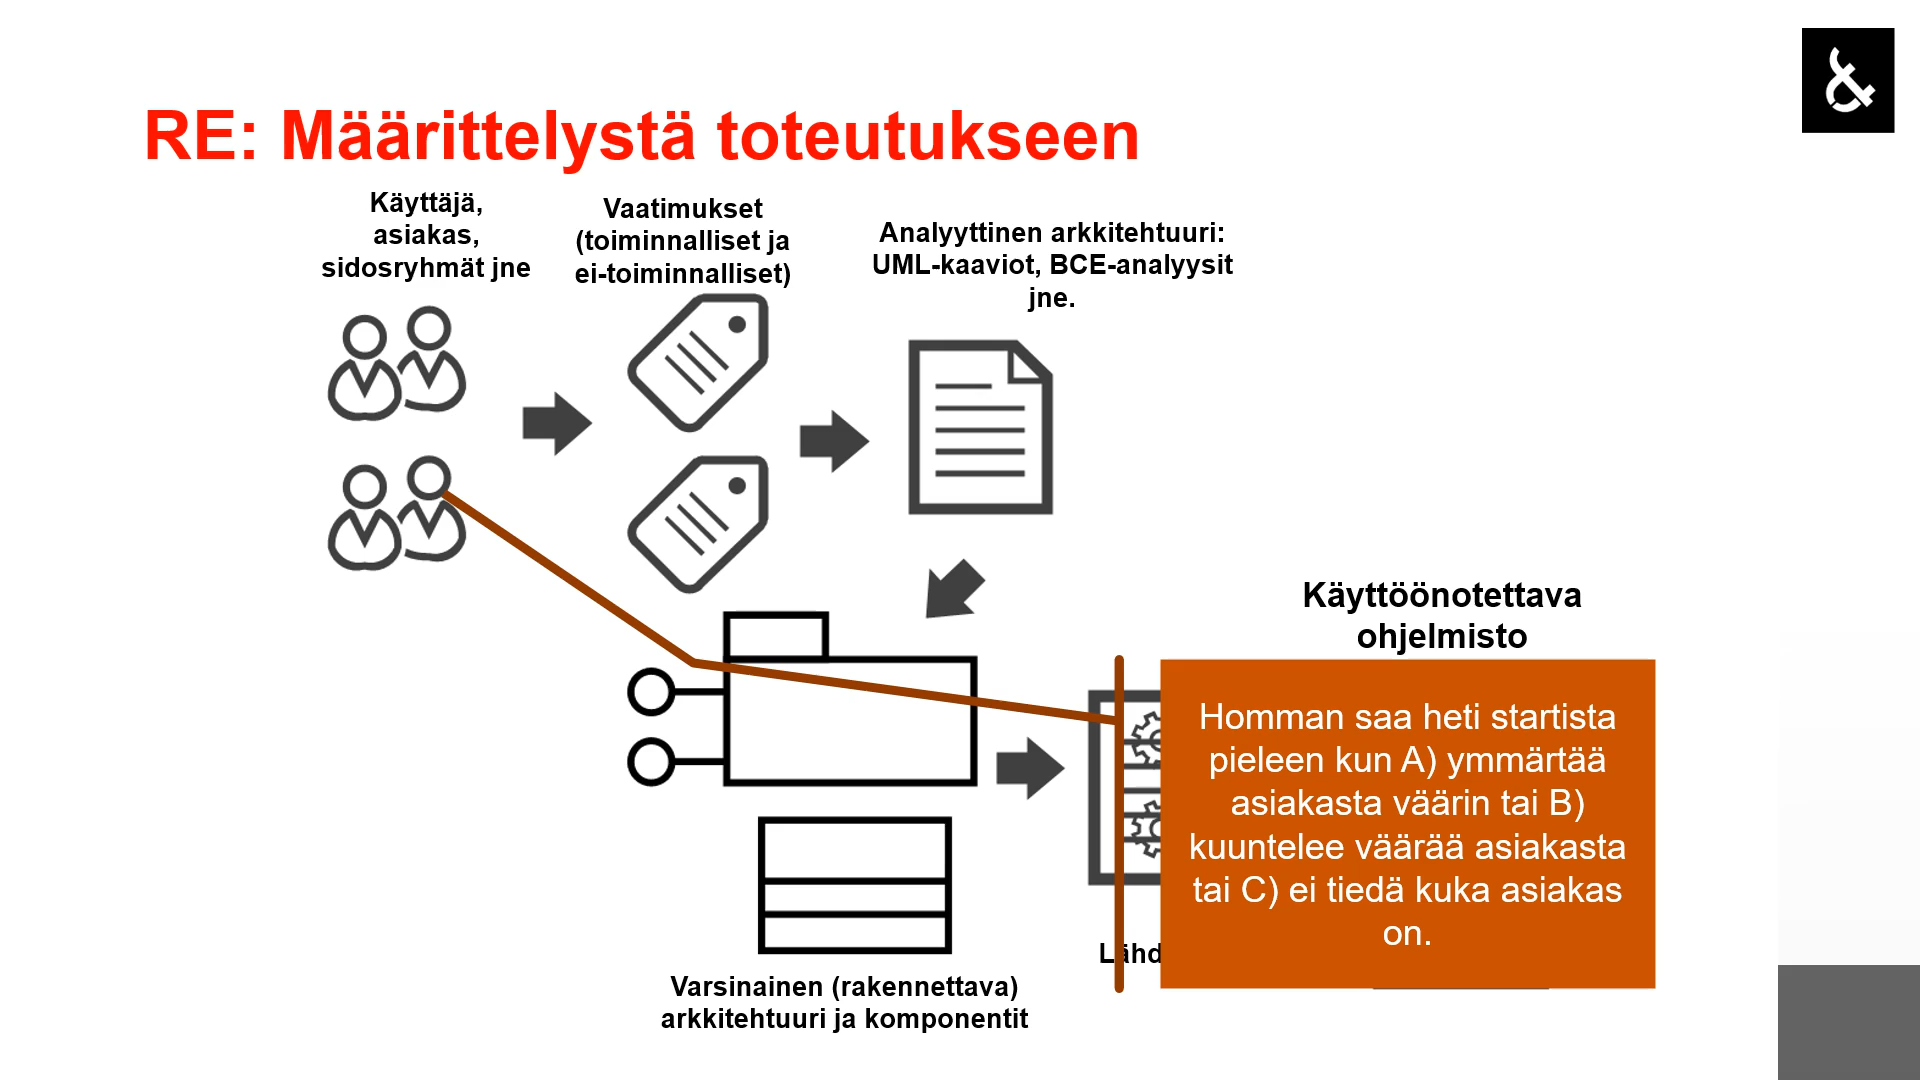 &
RE: Määrittelystä toteutukseen
Käyttäjä,
asiakas,
sidosryhmät jne
Vaatimukset
(toiminnalliset ja
ei-toiminnalliset)
Analyyttinen arkkitehtuuri:
UML-kaaviot, BCE-analyysit
jne.
Käyttöönotettava
ohjelmisto
Homman saa heti startista
pieleen kun A) ymmärtää
asiakasta väärin tai B)
kuuntelee väärää asiakasta
tai C) ei tiedä kuka asiakas
on.
Varsinainen (rakennettava)
arkkitehtuuri ja komponentit